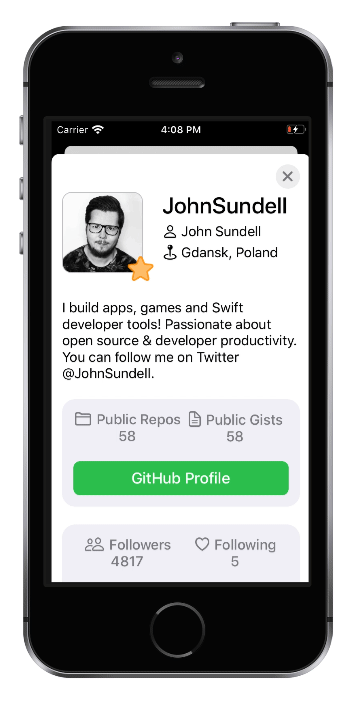 Carrier 4:08 PM
JohnSundell
John Sundell
Gdansk, Poland
I build apps, games and Swift
developer tools! Passionate about
open source & developer productivity.
You can follow me on Twitter
@JohnSundell.
Public Repos Public Gists
58 58
GitHub Profile
Followers Following
4817 5